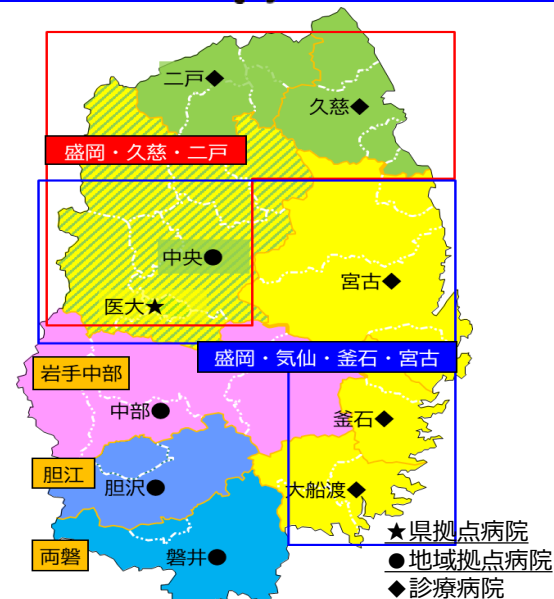 二戸◆
久慈◆
盛岡・久慈・二戸
中央●
宮古◆
医大★
盛岡・気仙・釜石・宮古
岩手中部
中部●
釜石◆
胆江
胆沢●
大船渡◆
★県拠点病院
両磐
磐井●
●地域拠点病院
◆診療病院